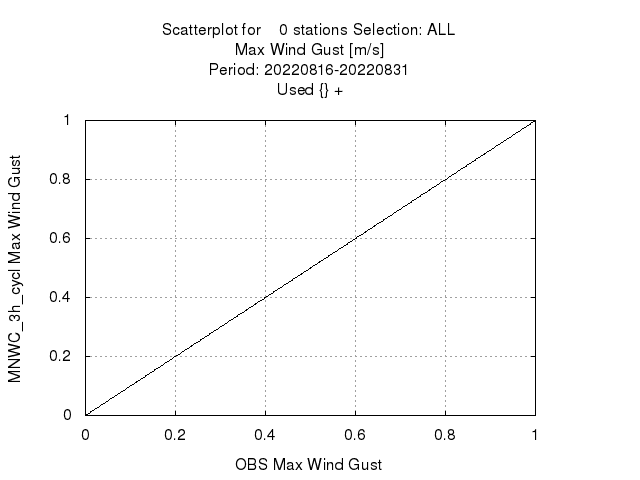 Scatterplot for    0 stations Selection: ALL
Max Wind Gust [m/s]
Period: 20220816-20220831
Used {} +
MNWC_3h_cycl Max Wind Gust
1
0.8
0.6
0.4
0.2
0
0 0.2 0.4 0.6 0.8 1
OBS Max Wind Gust